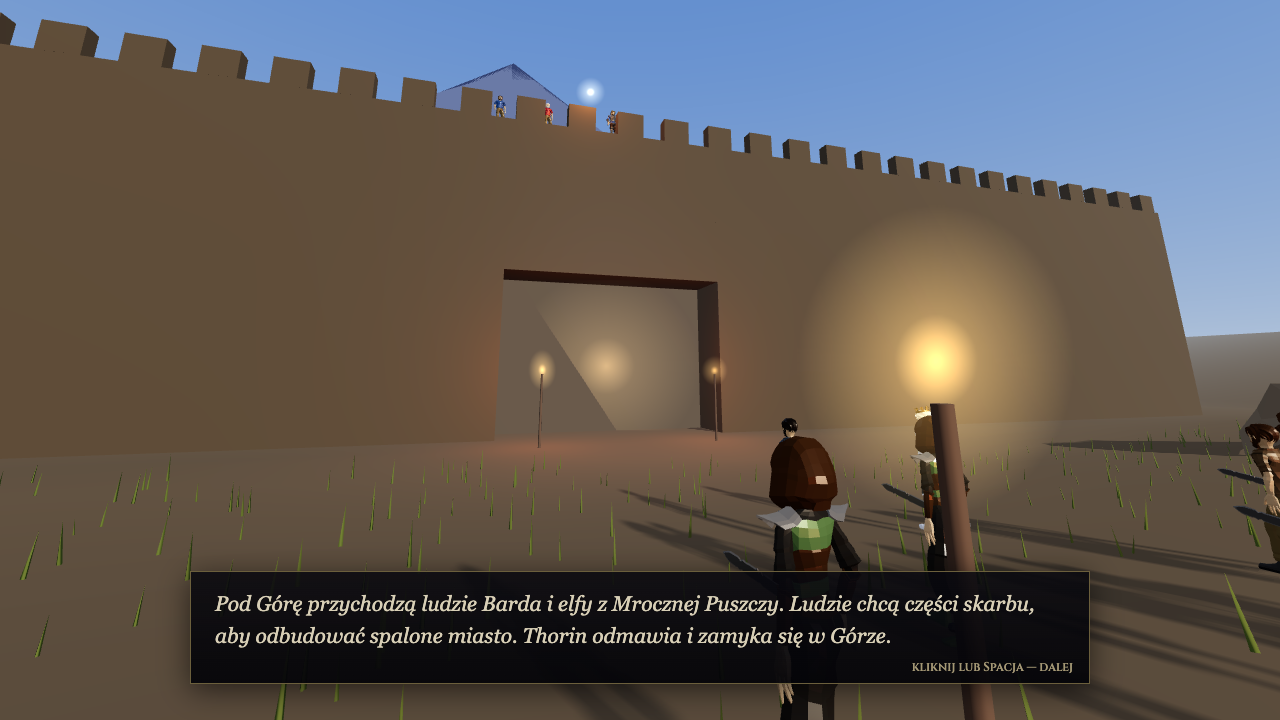 Pod Górę przychodzą ludzie Barda i elfy z Mrocznej Puszczy. Ludzie chcą części skarbu,
aby odbudować spalone miasto. Thorin odmawia i zamyka się w Górze.
KLIKNIJ LUB SPACJA — DALEJ